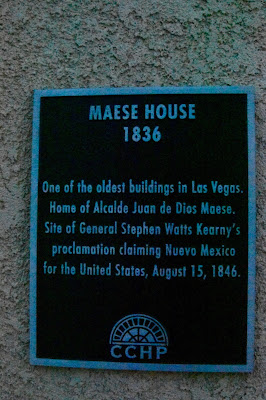 MAESE HOUSE
1836
One of the oldest buildings in Las Vegas.
Home of Alcalde Juan de Dios Maese.
Site of General Stephen Watts Kearny's
proclamation claiming Nuevo Mexico
for the United States, August 15, 1846.
CCHP